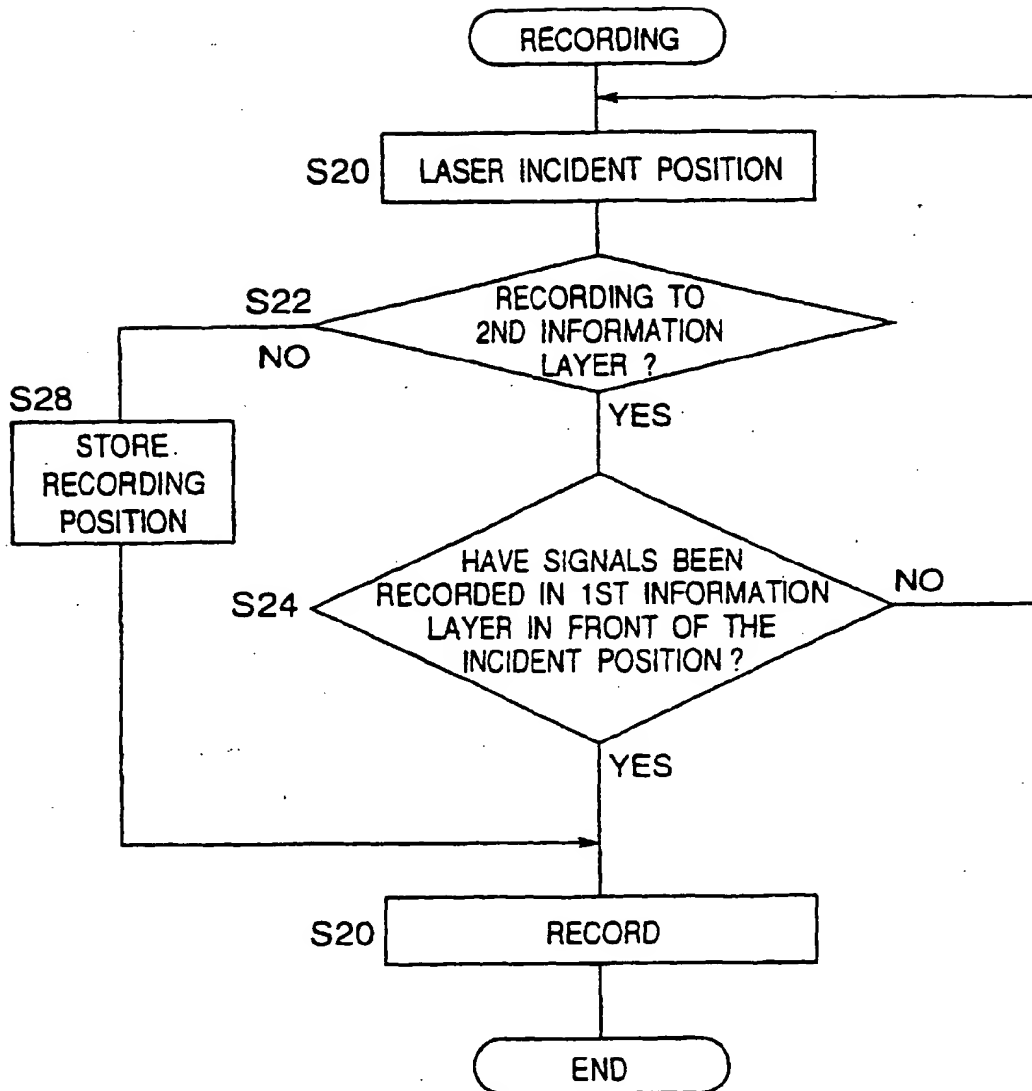 RECORDING
S20
LASER INCIDENT POSITION
S22
RECORDING TO
2ND INFORMATION
LAYER ?
NO
YES
S28
STORE
RECORDING
POSITION
S24
HAVE SIGNALS BEEN
RECORDED IN 1ST INFORMATION
LAYER IN FRONT OF THE
INCIDENT POSITION ?
NO
YES
S20
RECORD
END